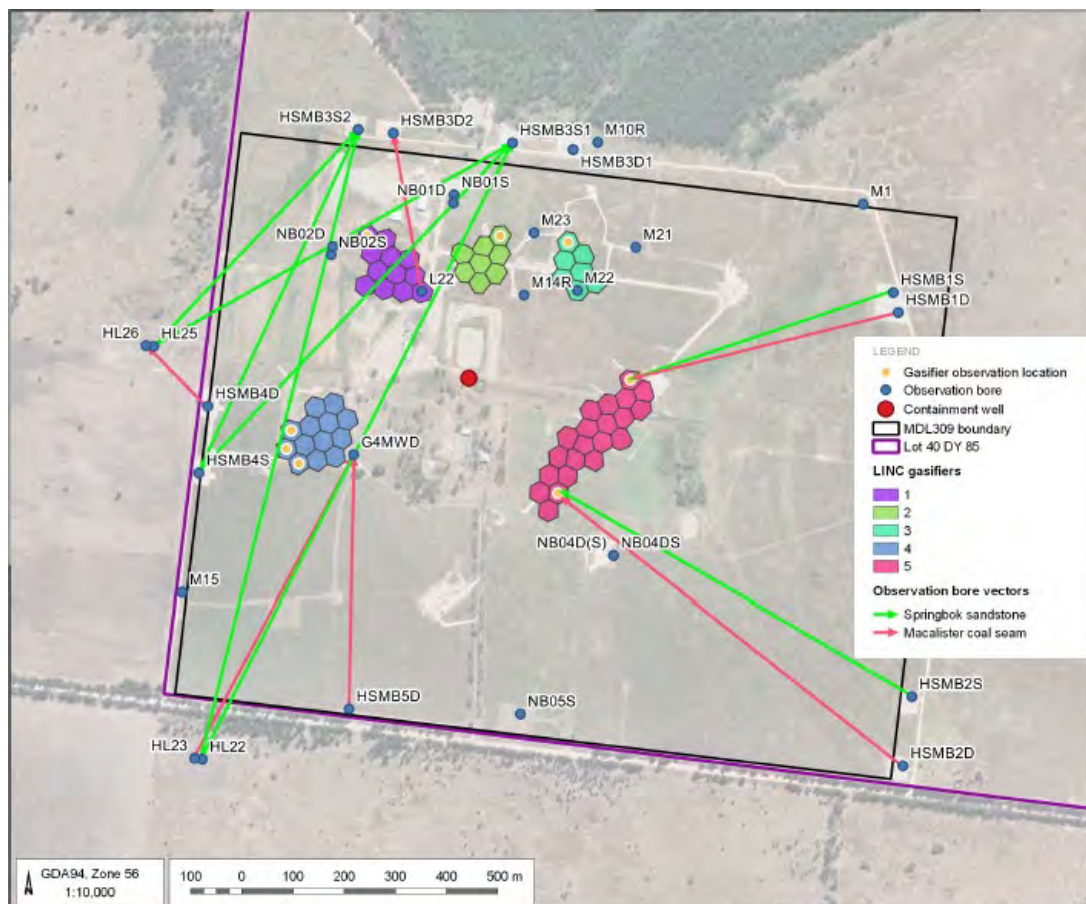 HSMB3S2
HSMB3D2
HSMB3S1
M10R
HSMB3D1
NB01D
NB01S
M1
M23
M21
NB02D
NB02S
L22
M14R
M22
HSMB1S
HSMB1D
HL26
HL25
HSMB4D
G4MWD
HSMB4S
NB04D(S)
NB04DS
M15
HSMB5D
NB05S
HSMB2S
HSMB2D
HL23
HL22
LEGEND
Gasifier observation location
Observation bore
Containment well
MDL309 boundary
Lot 40 DY 85
LINC gasifiers
1
2
3
4
5
Observation bore vectors
Springbok sandstone
Macalister coal seam
GDA94, Zone 56
1:10,000
100 0 100 200 300 400 500 m